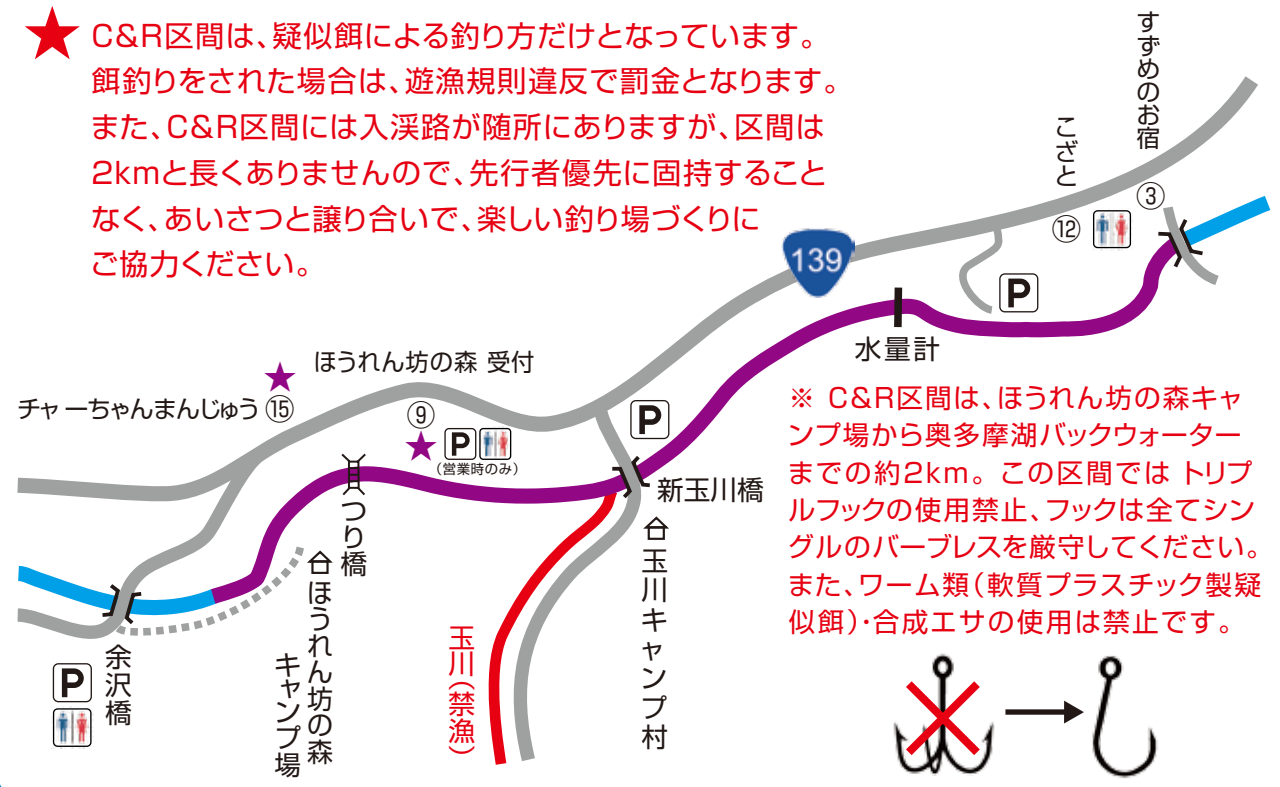 ★ C&R区間は、疑似餌による釣り方だけとなっています。
餌釣りをされた場合は、遊漁規則違反で罰金となります。
また、C&R区間には入渓路が随所にありますが、区間は
2kmと長くありませんので、先行者優先に固持すること
なく、あいさつと譲り合いで、楽しい釣り場づくりに
ご協力ください。
すずめのお宿
③
こざと
⑫
139
P
水量計
ほうれん坊の森 受付
チャーちゃんまんじゅう ⑮
⑨
P
(営業時のみ)
P
新玉川橋
つり橋
玉川キャンプ村
ほうれん坊の森
キャンプ場
玉川(禁漁)
余沢橋
P
※ C&R区間は、ほうれん坊の森キャ
ンプ場から奥多摩湖バックウォーター
までの約2km。この区間では トリプ
ルフックの使用禁止、フックは全てシン
グルのバーブレスを厳守してください。
また、ワーム類(軟質プラスチック製疑
似餌)・合成エサの使用は禁止です。